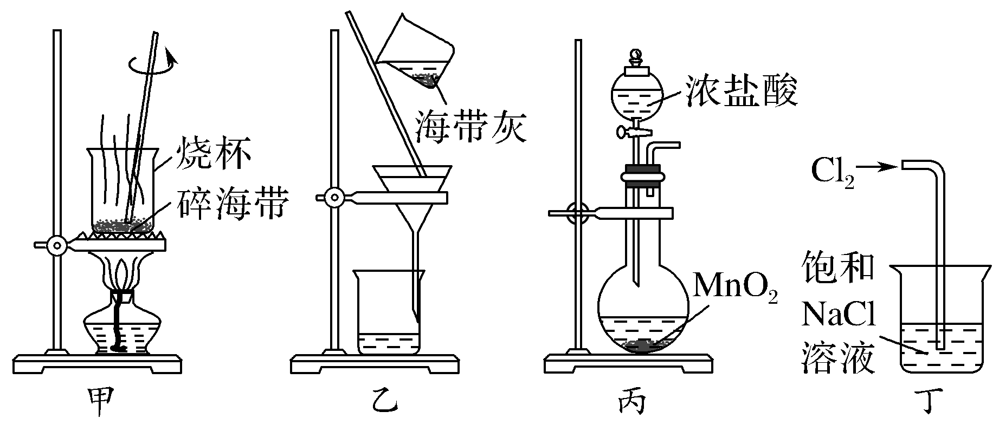 烧杯
碎海带
甲
海带灰
乙
浓盐酸
MnO₂
丙
Cl₂
饱和
NaCl
溶液
丁